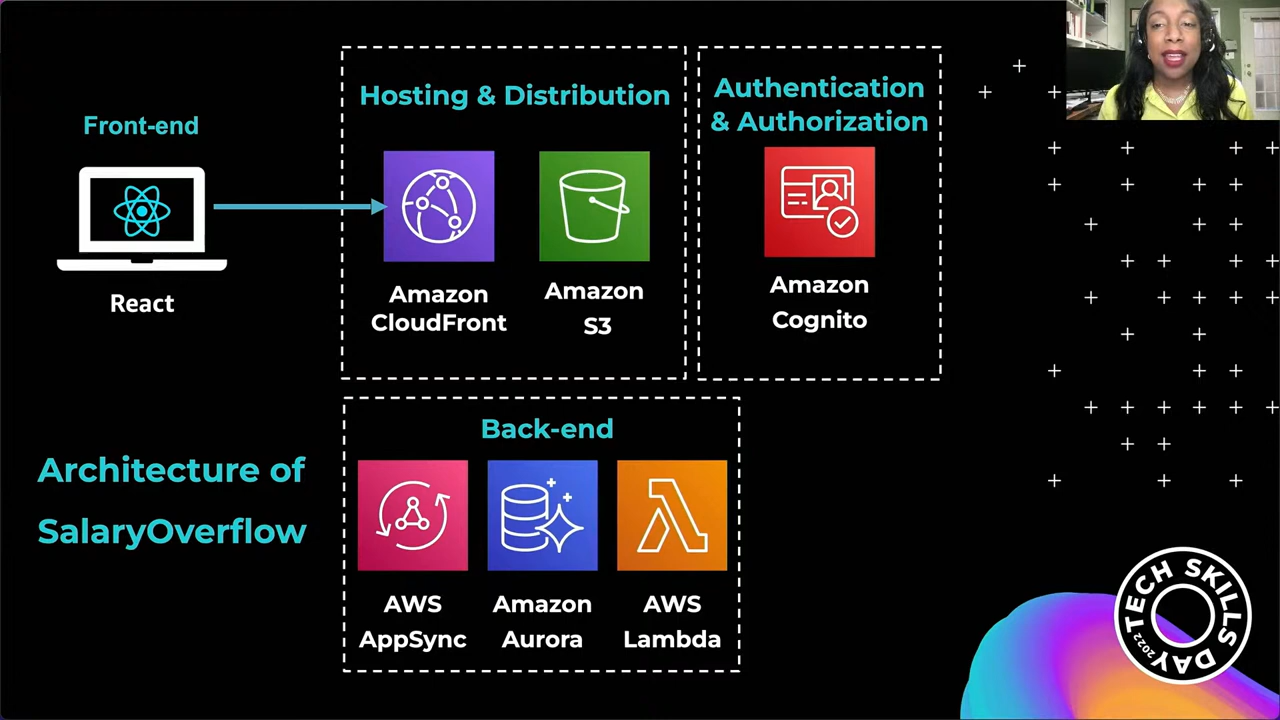 Front-end
React
Hosting & Distribution
Amazon
CloudFront
Amazon
S3
Authentication
& Authorization
Amazon
Cognito
Architecture of
SalaryOverflow
Back-end
AWS
AppSync
Amazon
Aurora
AWS
Lambda
TECH SKILLS DAY 2022